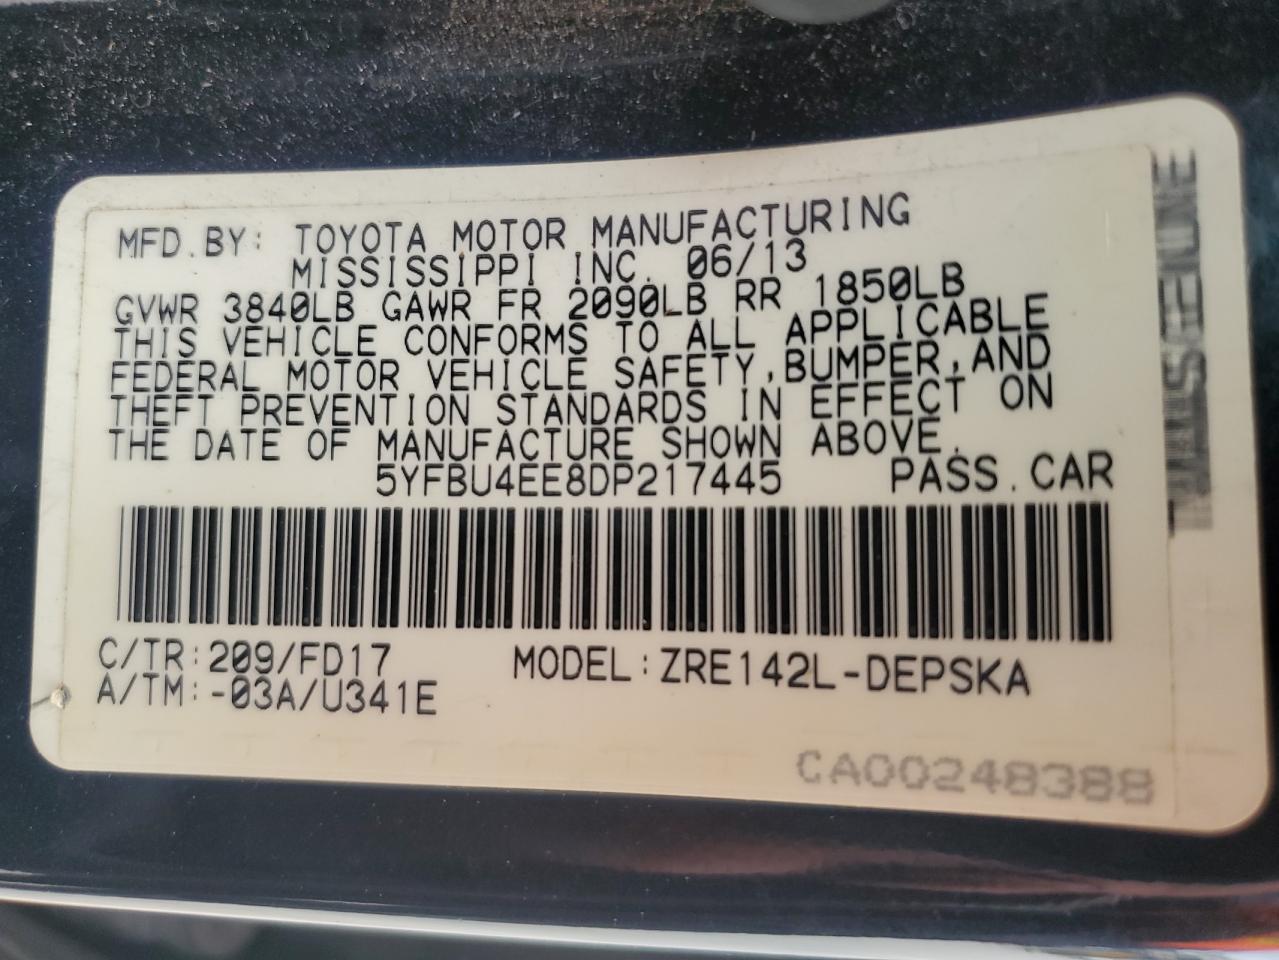 MFD.BY: TOYOTA MOTOR MANUFACTURING
MISSISSIPPI INC. 06/13
GVWR 3840LB GAWR FR 2090LB RR 1850LB
THIS VEHICLE CONFORMS TO ALL APPLICABLE
FEDERAL MOTOR VEHICLE SAFETY,BUMPER,AND
THEFT PREVENTION STANDARDS IN EFFECT ON
THE DATE OF MANUFACTURE SHOWN ABOVE.
5YFBU4EE8DP217445 PASS.CAR
C/TR:209/FD17 MODEL:ZRE142L-DEPSKA
A/TM:-03A/U341E
CA00248388